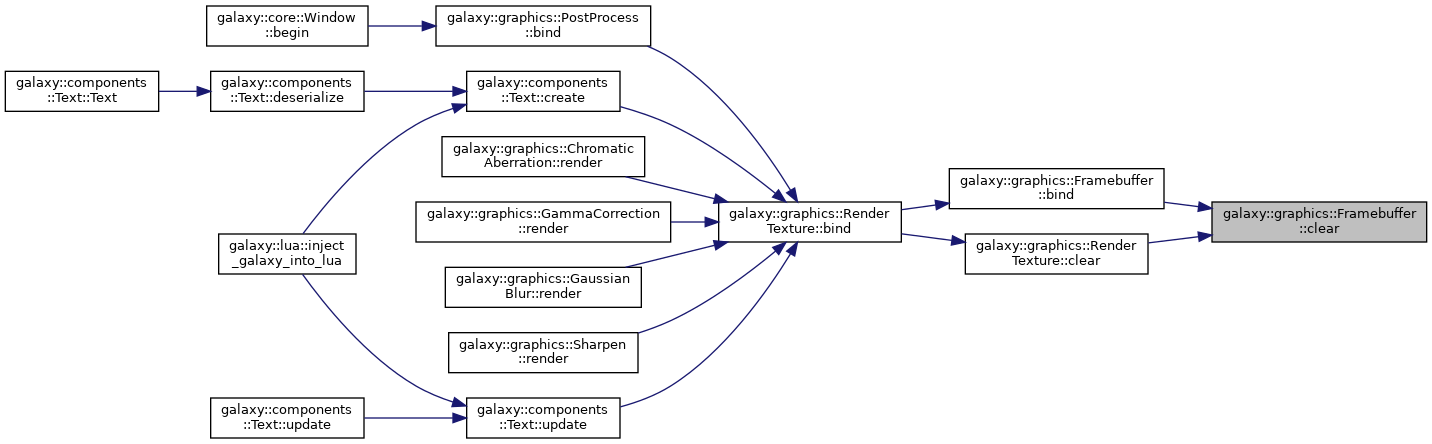 galaxy::core::Window
::begin
galaxy::graphics::PostProcess
::bind
galaxy::components
::Text::Text
galaxy::components
::Text::deserialize
galaxy::components
::Text::create
galaxy::graphics::Chromatic
Aberration::render
galaxy::graphics::Framebuffer
::bind
galaxy::graphics::GammaCorrection
::render
galaxy::graphics::Render
Texture::bind
galaxy::graphics::Framebuffer
::clear
galaxy::lua::inject
_galaxy_into_lua
galaxy::graphics::Render
Texture::clear
galaxy::graphics::Gaussian
Blur::render
galaxy::graphics::Sharpen
::render
galaxy::components
::Text::update
galaxy::components
::Text::update